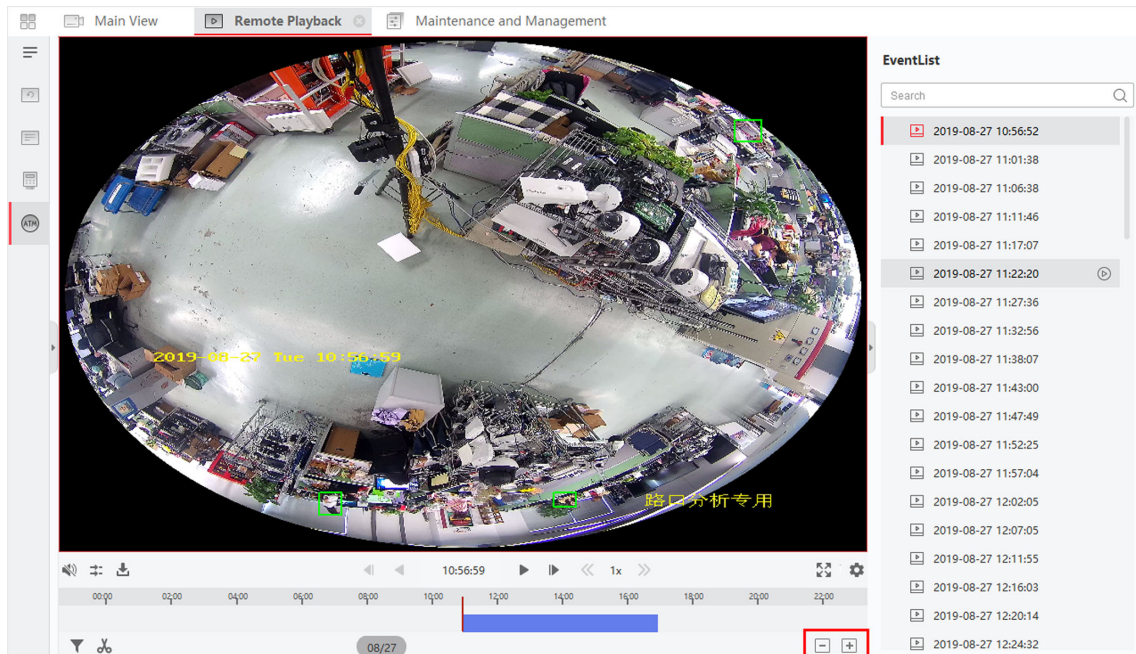 Main View
Remote Playback
Maintenance and Management
EventList
Search
2019-08-27 10:56:52
2019-08-27 11:01:38
2019-08-27 11:06:38
2019-08-27 11:11:46
2019-08-27 11:17:07
2019-08-27 11:22:20
2019-08-27 11:27:36
2019-08-27 11:32:56
2019-08-27 11:38:07
2019-08-27 11:43:00
2019-08-27 11:47:49
2019-08-27 11:52:25
2019-08-27 11:57:04
2019-08-27 12:02:05
2019-08-27 12:07:05
2019-08-27 12:11:55
2019-08-27 12:16:03
2019-08-27 12:20:14
2019-08-27 12:24:32
ATM
2019-08-27 Tue 10:56:59
路口分析专用
10:56:59
1x
00:00 02:00 04:00 06:00 08:00 10:00 12:00 14:00 16:00 18:00 20:00 22:00
08/27